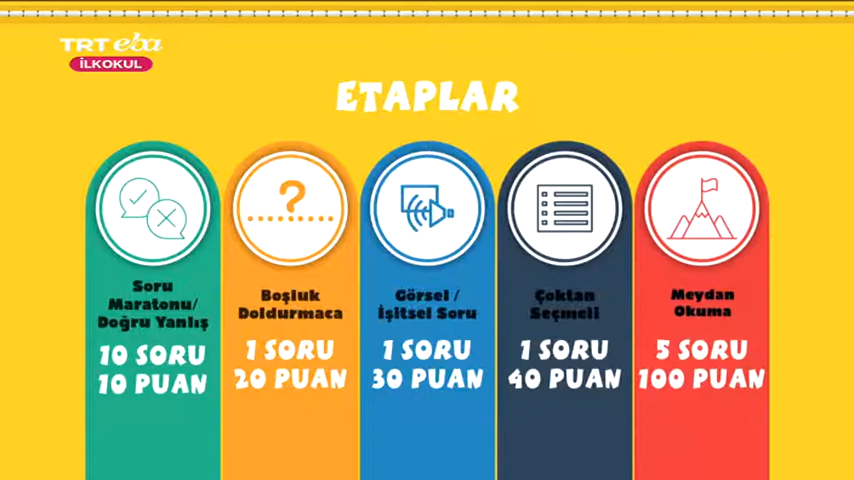 TRT eba
İLKOKUL
ETAPLAR
Soru
Maratonu/
Doğru Yanlış
10 SORU
10 PUAN
Boşluk
Doldurmaca
1 SORU
20 PUAN
Görsel /
İşitsel Soru
1 SORU
30 PUAN
Çoktan
Seçmeli
1 SORU
40 PUAN
Meydan
Okuma
5 SORU
100 PUAN